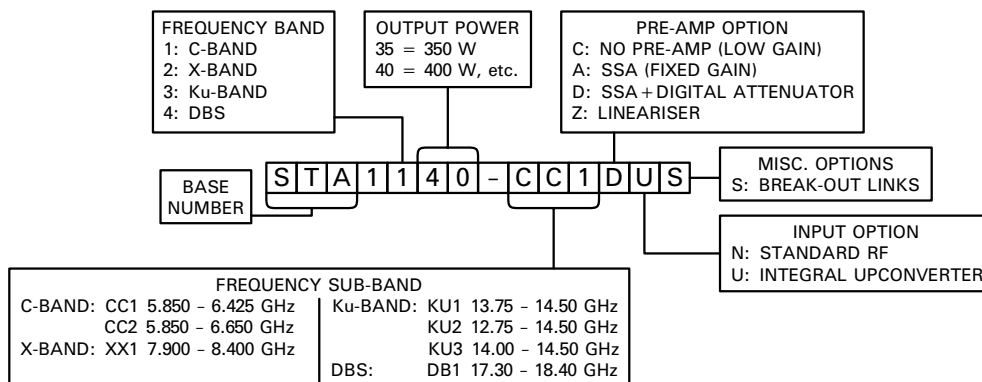 FREQUENCY BAND
1: C-BAND
2: X-BAND
3: Ku-BAND
4: DBS
OUTPUT POWER
35 = 350 W
40 = 400 W, etc.
PRE-AMP OPTION
C: NO PRE-AMP (LOW GAIN)
A: SSA (FIXED GAIN)
D: SSA+DIGITAL ATTENUATOR
Z: LINEARISER
STA1140-CC1DUS
BASE
NUMBER
MISC. OPTIONS
S: BREAK-OUT LINKS
INPUT OPTION
N: STANDARD RF
U: INTEGRAL UPCONVERTER
FREQUENCY SUB-BAND
C-BAND: CC1 5.850 – 6.425 GHz
CC2 5.850 – 6.650 GHz
X-BAND: XX1 7.900 – 8.400 GHz
Ku-BAND: KU1 13.75 – 14.50 GHz
KU2 12.75 – 14.50 GHz
KU3 14.00 – 14.50 GHz
DBS: DB1 17.30 – 18.40 GHz